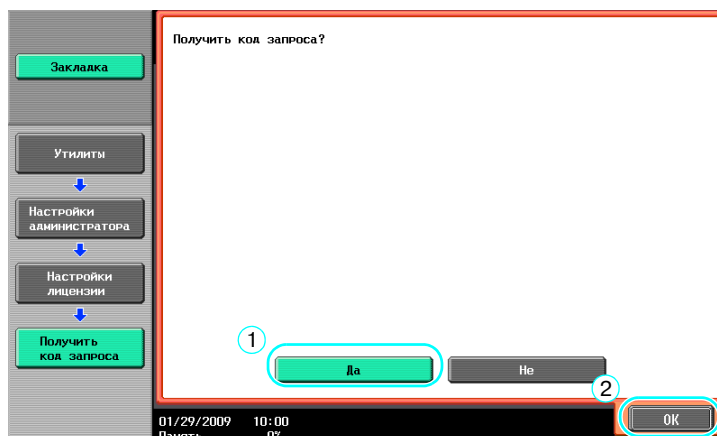 Получить код запроса?
Закладка
Утилиты
Настройки
администратора
Настройки
лицензии
Получить
код запроса
1
Да
Не
2
OK
01/29/2009 10:00
Память 0%